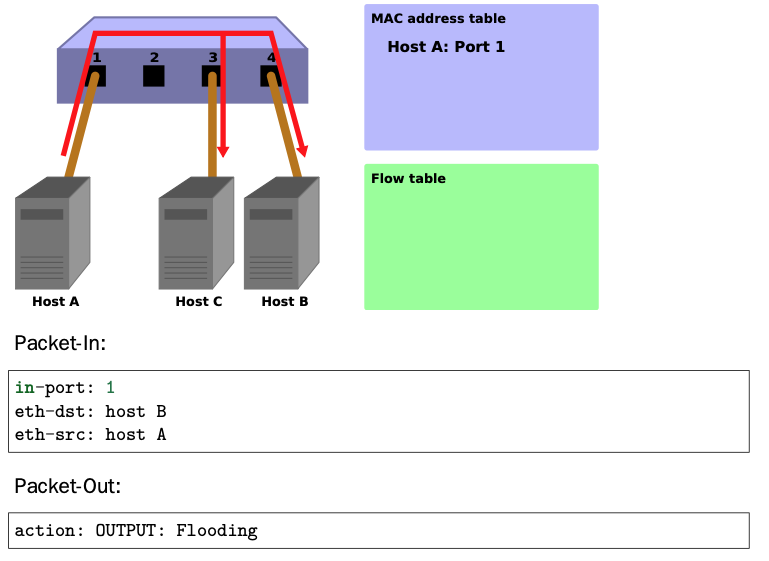 MAC address table
Host A: Port 1
1 2 3 4
Flow table
Host A Host C Host B
Packet-In:
in-port: 1
eth-dst: host B
eth-src: host A
Packet-Out:
action: OUTPUT: Flooding